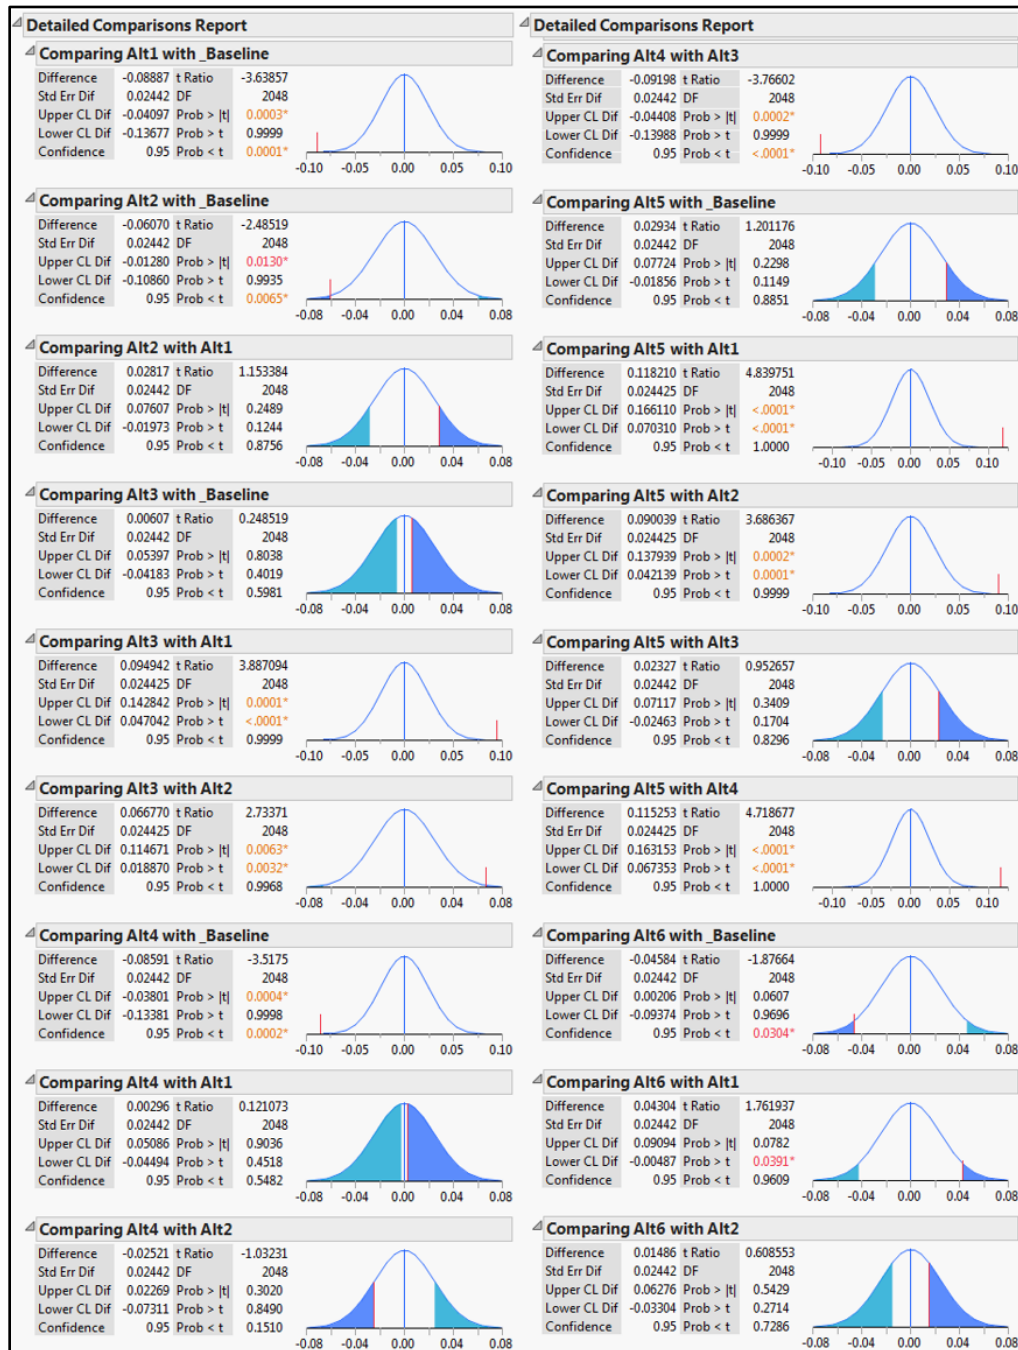 Detailed Comparisons Report
Comparing Alt1 with _Baseline
Difference -0.08887 t Ratio -3.63857
Std Err Dif 0.02442 DF 2048
Upper CL Dif -0.04097 Prob > |t| 0.0003*
Lower CL Dif -0.13677 Prob > t 0.9999
Confidence 0.95 Prob < t 0.0001*
-0.10 -0.05 0.00 0.05 0.10
Comparing Alt2 with _Baseline
Difference -0.06070 t Ratio -2.48519
Std Err Dif 0.02442 DF 2048
Upper CL Dif -0.01280 Prob > |t| 0.0130*
Lower CL Dif -0.10860 Prob > t 0.9935
Confidence 0.95 Prob < t 0.0065*
-0.08 -0.04 0.00 0.04 0.08
Comparing Alt2 with Alt1
Difference 0.02817 t Ratio 1.153384
Std Err Dif 0.02442 DF 2048
Upper CL Dif 0.07607 Prob > |t| 0.2489
Lower CL Dif -0.01973 Prob > t 0.1244
Confidence 0.95 Prob < t 0.8756
-0.08 -0.04 0.00 0.04 0.08
Comparing Alt3 with _Baseline
Difference 0.00607 t Ratio 0.248519
Std Err Dif 0.02442 DF 2048
Upper CL Dif 0.05397 Prob > |t| 0.8038
Lower CL Dif -0.04183 Prob > t 0.4019
Confidence 0.95 Prob < t 0.5981
-0.08 -0.04 0.00 0.04 0.08
Comparing Alt3 with Alt1
Difference 0.094942 t Ratio 3.887094
Std Err Dif 0.024425 DF 2048
Upper CL Dif 0.142842 Prob > |t| 0.0001*
Lower CL Dif 0.047042 Prob > t <.0001*
Confidence 0.95 Prob < t 0.9999
-0.10 -0.05 0.00 0.05 0.10
Comparing Alt3 with Alt2
Difference 0.066770 t Ratio 2.73371
Std Err Dif 0.024425 DF 2048
Upper CL Dif 0.114671 Prob > |t| 0.0063*
Lower CL Dif 0.018870 Prob > t 0.0032*
Confidence 0.95 Prob < t 0.9968
-0.08 -0.04 0.00 0.04 0.08
Comparing Alt4 with _Baseline
Difference -0.08591 t Ratio -3.5175
Std Err Dif 0.02442 DF 2048
Upper CL Dif -0.03801 Prob > |t| 0.0004*
Lower CL Dif -0.13381 Prob > t 0.9998
Confidence 0.95 Prob < t 0.0002*
-0.10 -0.05 0.00 0.05 0.10
Comparing Alt4 with Alt1
Difference 0.00296 t Ratio 0.121073
Std Err Dif 0.02442 DF 2048
Upper CL Dif 0.05086 Prob > |t| 0.9036
Lower CL Dif -0.04494 Prob > t 0.4518
Confidence 0.95 Prob < t 0.5482
-0.08 -0.04 0.00 0.04 0.08
Comparing Alt4 with Alt2
Difference -0.02521 t Ratio -1.03231
Std Err Dif 0.02442 DF 2048
Upper CL Dif 0.02269 Prob > |t| 0.3020
Lower CL Dif -0.07311 Prob > t 0.8490
Confidence 0.95 Prob < t 0.1510
-0.08 -0.04 0.00 0.04 0.08
Detailed Comparisons Report
Comparing Alt4 with Alt3
Difference -0.09198 t Ratio -3.76602
Std Err Dif 0.02442 DF 2048
Upper CL Dif -0.04408 Prob > |t| 0.0002*
Lower CL Dif -0.13988 Prob > t 0.9999
Confidence 0.95 Prob < t <.0001*
-0.10 -0.05 0.00 0.05 0.10
Comparing Alt5 with _Baseline
Difference 0.02934 t Ratio 1.201176
Std Err Dif 0.02442 DF 2048
Upper CL Dif 0.07724 Prob > |t| 0.2298
Lower CL Dif -0.01856 Prob > t 0.1149
Confidence 0.95 Prob < t 0.8851
-0.08 -0.04 0.00 0.04 0.08
Comparing Alt5 with Alt1
Difference 0.118210 t Ratio 4.839751
Std Err Dif 0.024425 DF 2048
Upper CL Dif 0.166110 Prob > |t| <.0001*
Lower CL Dif 0.070310 Prob > t <.0001*
Confidence 0.95 Prob < t 1.0000
-0.10 -0.05 0.00 0.05 0.10
Comparing Alt5 with Alt2
Difference 0.090039 t Ratio 3.686367
Std Err Dif 0.024425 DF 2048
Upper CL Dif 0.137939 Prob > |t| 0.0002*
Lower CL Dif 0.042139 Prob > t 0.0001*
Confidence 0.95 Prob < t 0.9999
-0.10 -0.05 0.00 0.05 0.10
Comparing Alt5 with Alt3
Difference 0.02327 t Ratio 0.952657
Std Err Dif 0.02442 DF 2048
Upper CL Dif 0.07117 Prob > |t| 0.3409
Lower CL Dif -0.02463 Prob > t 0.1704
Confidence 0.95 Prob < t 0.8296
-0.08 -0.04 0.00 0.04 0.08
Comparing Alt5 with Alt4
Difference 0.115253 t Ratio 4.718677
Std Err Dif 0.024425 DF 2048
Upper CL Dif 0.163153 Prob > |t| <.0001*
Lower CL Dif 0.067353 Prob > t <.0001*
Confidence 0.95 Prob < t 1.0000
-0.10 -0.05 0.00 0.05 0.10
Comparing Alt6 with _Baseline
Difference -0.04584 t Ratio -1.87664
Std Err Dif 0.02442 DF 2048
Upper CL Dif 0.00206 Prob > |t| 0.0607
Lower CL Dif -0.09374 Prob > t 0.9696
Confidence 0.95 Prob < t 0.0304*
-0.08 -0.04 0.00 0.04 0.08
Comparing Alt6 with Alt1
Difference 0.04304 t Ratio 1.761937
Std Err Dif 0.02442 DF 2048
Upper CL Dif 0.09094 Prob > |t| 0.0782
Lower CL Dif -0.00487 Prob > t 0.0391*
Confidence 0.95 Prob < t 0.9609
-0.08 -0.04 0.00 0.04 0.08
Comparing Alt6 with Alt2
Difference 0.01486 t Ratio 0.608553
Std Err Dif 0.02442 DF 2048
Upper CL Dif 0.06276 Prob > |t| 0.5429
Lower CL Dif -0.03304 Prob > t 0.2714
Confidence 0.95 Prob < t 0.7286
-0.08 -0.04 0.00 0.04 0.08